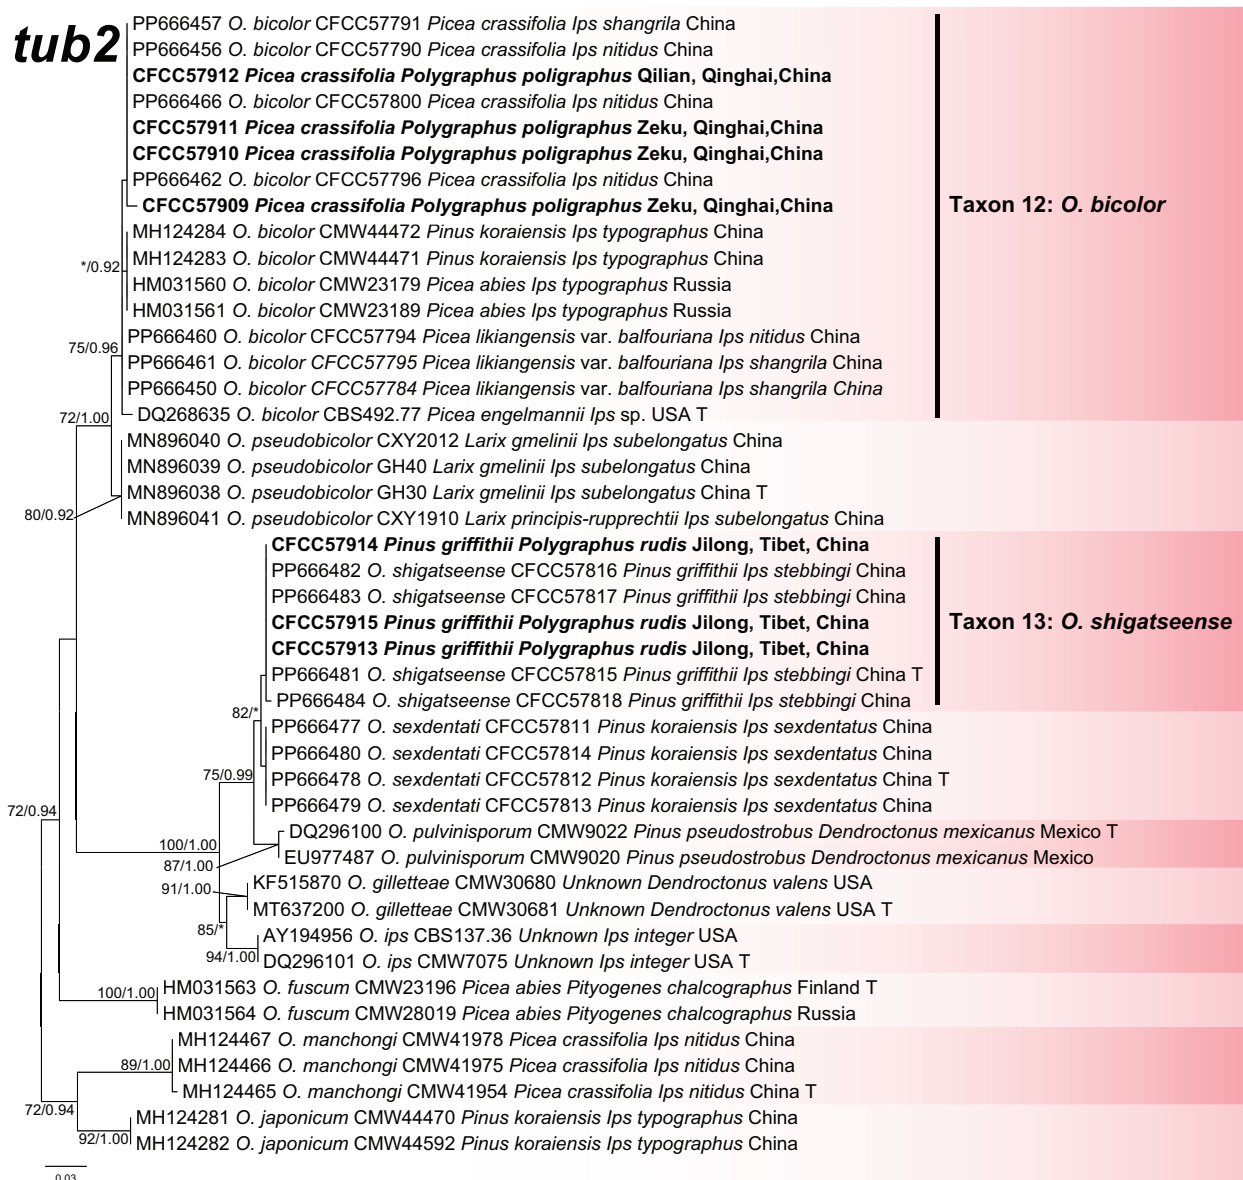 tub2
PP666457 O. bicolor CFCC57791 Picea crassifolia Ips shangrila China
PP666456 O. bicolor CFCC57790 Picea crassifolia Ips nitidus China
CFCC57912 Picea crassifolia Polygraphus poligraphus Qilian, Qinghai,China
PP666466 O. bicolor CFCC57800 Picea crassifolia Ips nitidus China
CFCC57911 Picea crassifolia Polygraphus poligraphus Zeku, Qinghai,China
CFCC57910 Picea crassifolia Polygraphus poligraphus Zeku, Qinghai,China
PP666462 O. bicolor CFCC57796 Picea crassifolia Ips nitidus China
CFCC57909 Picea crassifolia Polygraphus poligraphus Zeku, Qinghai,China
Taxon 12: O. bicolor
MH124284 O. bicolor CMW44472 Pinus koraiensis Ips typographus China
MH124283 O. bicolor CMW44471 Pinus koraiensis Ips typographus China
*/0.92
HM031560 O. bicolor CMW23179 Picea abies Ips typographus Russia
HM031561 O. bicolor CMW23189 Picea abies Ips typographus Russia
PP666460 O. bicolor CFCC57794 Picea likiangensis var. balfouriana Ips nitidus China
75/0.96
PP666461 O. bicolor CFCC57795 Picea likiangensis var. balfouriana Ips shangrila China
PP666450 O. bicolor CFCC57784 Picea likiangensis var. balfouriana Ips shangrila China
DQ268635 O. bicolor CBS492.77 Picea engelmannii Ips sp. USA T
72/1.00
MN896040 O. pseudobicolor CXY2012 Larix gmelinii Ips subelongatus China
MN896039 O. pseudobicolor GH40 Larix gmelinii Ips subelongatus China
MN896038 O. pseudobicolor GH30 Larix gmelinii Ips subelongatus China T
MN896041 O. pseudobicolor CXY1910 Larix principis-rupprechtii Ips subelongatus China
80/0.92
CFCC57914 Pinus griffithii Polygraphus rudis Jilong, Tibet, China
PP666482 O. shigatseense CFCC57816 Pinus griffithii Ips stebbingi China
PP666483 O. shigatseense CFCC57817 Pinus griffithii Ips stebbingi China
CFCC57915 Pinus griffithii Polygraphus rudis Jilong, Tibet, China
Taxon 13: O. shigatseense
CFCC57913 Pinus griffithii Polygraphus rudis Jilong, Tibet, China
PP666481 O. shigatseense CFCC57815 Pinus griffithii Ips stebbingi China T
PP666484 O. shigatseense CFCC57818 Pinus griffithii Ips stebbingi China
82/*
PP666477 O. sexdentati CFCC57811 Pinus koraiensis Ips sexdentatus China
PP666480 O. sexdentati CFCC57814 Pinus koraiensis Ips sexdentatus China
75/0.99
PP666478 O. sexdentati CFCC57812 Pinus koraiensis Ips sexdentatus China T
PP666479 O. sexdentati CFCC57813 Pinus koraiensis Ips sexdentatus China
72/0.94
DQ296100 O. pulvinisporum CMW9022 Pinus pseudostrobus Dendroctonus mexicanus Mexico T
100/1.00
EU977487 O. pulvinisporum CMW9020 Pinus pseudostrobus Dendroctonus mexicanus Mexico
87/1.00
KF515870 O. gilletteae CMW30680 Unknown Dendroctonus valens USA
91/1.00
MT637200 O. gilletteae CMW30681 Unknown Dendroctonus valens USA T
85/*
AY194956 O. ips CBS137.36 Unknown Ips integer USA
94/1.00
DQ296101 O. ips CMW7075 Unknown Ips integer USA T
HM031563 O. fuscum CMW23196 Picea abies Pityogenes chalcographus Finland T
100/1.00
HM031564 O. fuscum CMW28019 Picea abies Pityogenes chalcographus Russia
MH124467 O. manchongi CMW41978 Picea crassifolia Ips nitidus China
89/1.00
MH124466 O. manchongi CMW41975 Picea crassifolia Ips nitidus China
MH124465 O. manchongi CMW41954 Picea crassifolia Ips nitidus China T
72/0.94
MH124281 O. japonicum CMW44470 Pinus koraiensis Ips typographus China
92/1.00
MH124282 O. japonicum CMW44592 Pinus koraiensis Ips typographus China
0.03